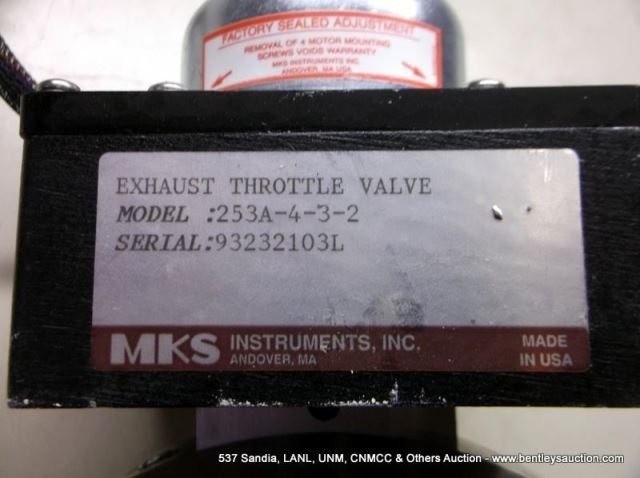 FACTORY SEALED ADJUSTMENT
REMOVAL OF 4 MOTOR MOUNTING
SCREWS VOIDS WARRANTY
MKS INSTRUMENTS INC.
ANDOVER, MA USA
EXHAUST THROTTLE VALVE
MODEL :253A-4-3-2
SERIAL:93232103L
MKS INSTRUMENTS, INC.
ANDOVER, MA
MADE
IN USA
537 Sandia, LANL, UNM, CNMCC & Others Auction - www.bentleysauction.com